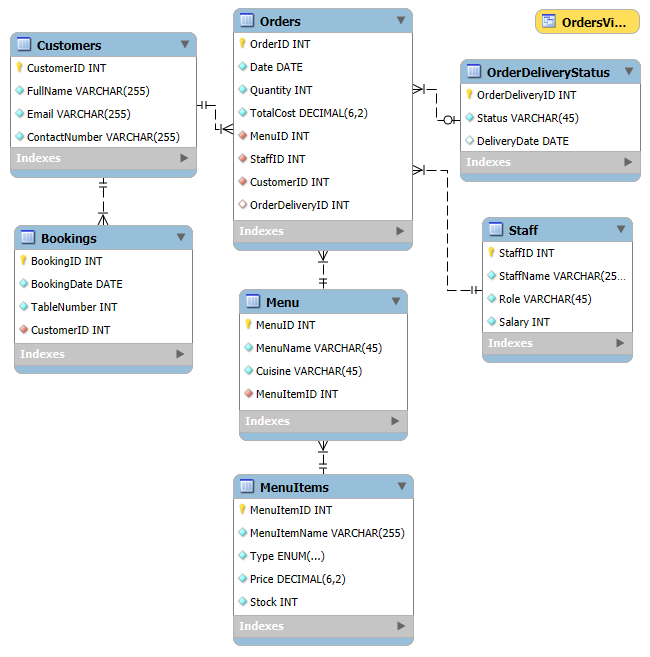 Customers
CustomerID INT
FullName VARCHAR(255)
Email VARCHAR(255)
ContactNumber VARCHAR(255)
Indexes
Orders
OrderID INT
Date DATE
Quantity INT
TotalCost DECIMAL(6,2)
MenuID INT
StaffID INT
CustomerID INT
OrderDeliveryID INT
Indexes
OrdersVi...
OrderDeliveryStatus
OrderDeliveryID INT
Status VARCHAR(45)
DeliveryDate DATE
Indexes
Bookings
BookingID INT
BookingDate DATE
TableNumber INT
CustomerID INT
Indexes
Staff
StaffID INT
StaffName VARCHAR(25...
Role VARCHAR(45)
Salary INT
Indexes
Menu
MenuID INT
MenuName VARCHAR(45)
Cuisine VARCHAR(45)
MenuItemID INT
Indexes
MenuItems
MenuItemID INT
MenuItemName VARCHAR(255)
Type ENUM(...)
Price DECIMAL(6,2)
Stock INT
Indexes